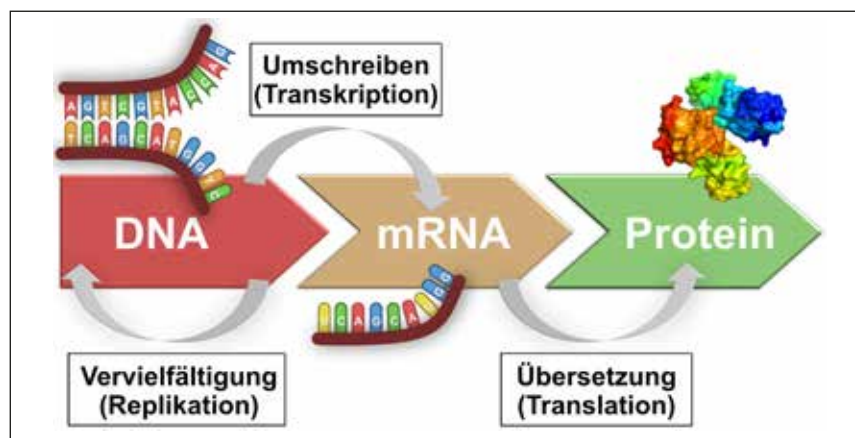 Umschreiben
(Transkription)
A G T C G T A C C A G
T C A G C A T G G
DNA
mRNA
Protein
U C A G C A U G G
Vervielfältigung
(Replikation)
Übersetzung
(Translation)